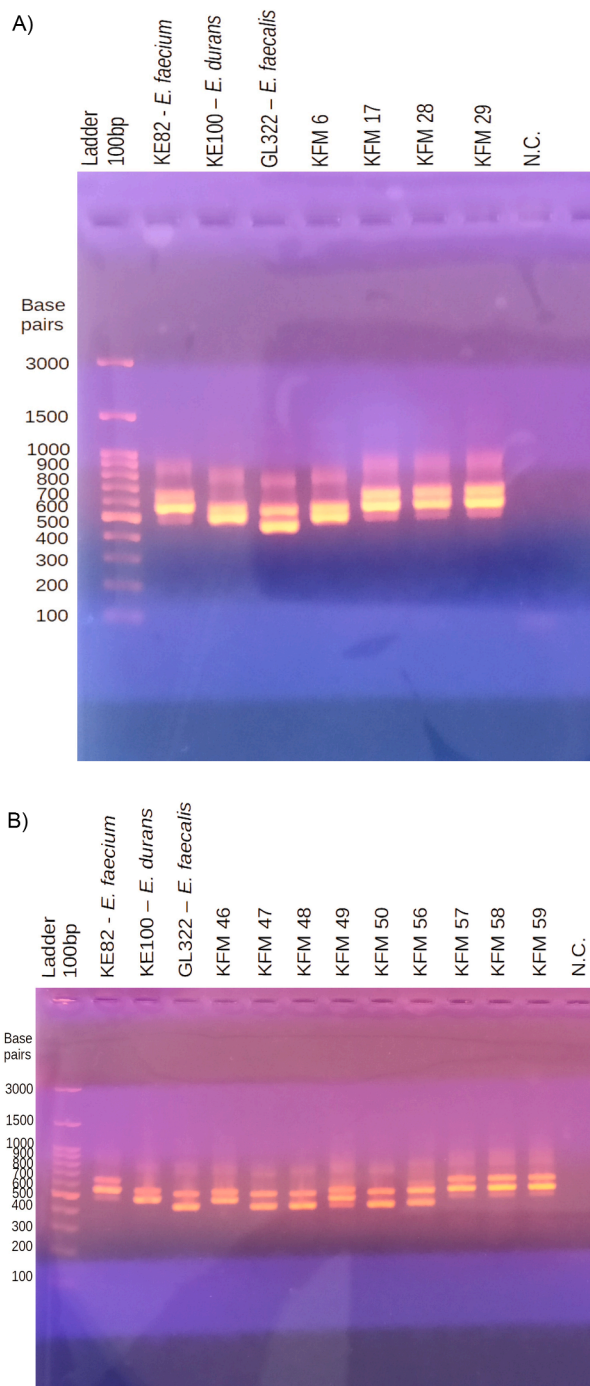 A)
Ladder
100bp
KE82 - E. faecium
KE100 – E. durans
GL322 – E. faecalis
KFM 6
KFM 17
KFM 28
KFM 29
N.C.
Base
pairs
3000
1500
1000
900
800
700
600
500
400
300
200
100
B)
Ladder
100bp
KE82 - E. faecium
KE100 – E. durans
GL322 – E. faecalis
KFM 46
KFM 47
KFM 48
KFM 49
KFM 50
KFM 56
KFM 57
KFM 58
KFM 59
N.C.
Base
pairs
3000
1500
1000
900
800
700
600
500
400
300
200
100